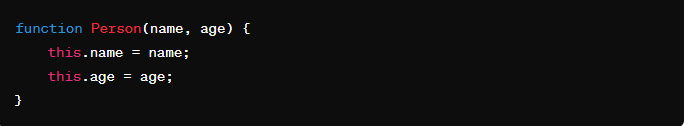 function Person(name, age) {
    this.name = name;
    this.age = age;
}